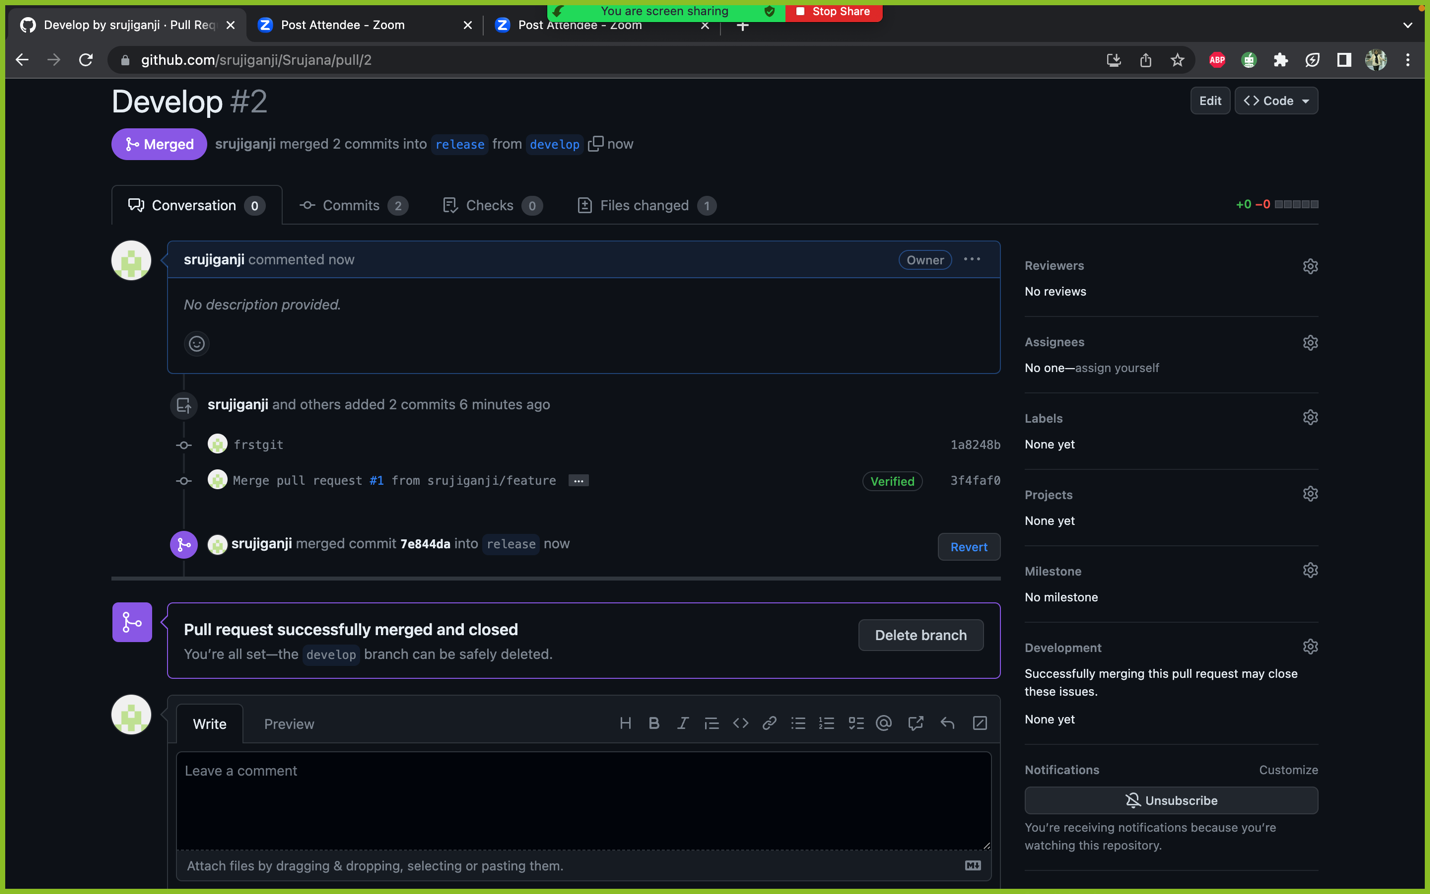 Develop by srujiganji · Pull Req
Post Attendee - Zoom
Post Attendee - Zoom
You are screen sharing
Stop Share
github.com/srujiganji/Srujana/pull/2
ABP
Develop #2
Edit
Code
Merged
srujiganji merged 2 commits into release from develop now
Conversation 0
Commits 2
Checks 0
Files changed 1
+0 −0
srujiganji commented now
Owner
No description provided.
srujiganji and others added 2 commits 6 minutes ago
frstgit
1a8248b
Merge pull request #1 from srujiganji/feature ...
Verified
3f4faf0
srujiganji merged commit 7e844da into release now
Revert
Pull request successfully merged and closed
You're all set—the develop branch can be safely deleted.
Delete branch
Write
Preview
Leave a comment
Attach files by dragging & dropping, selecting or pasting them.
Reviewers
No reviews
Assignees
No one—assign yourself
Labels
None yet
Projects
None yet
Milestone
No milestone
Development
Successfully merging this pull request may close
these issues.
None yet
Notifications
Customize
Unsubscribe
You're receiving notifications because you're
watching this repository.